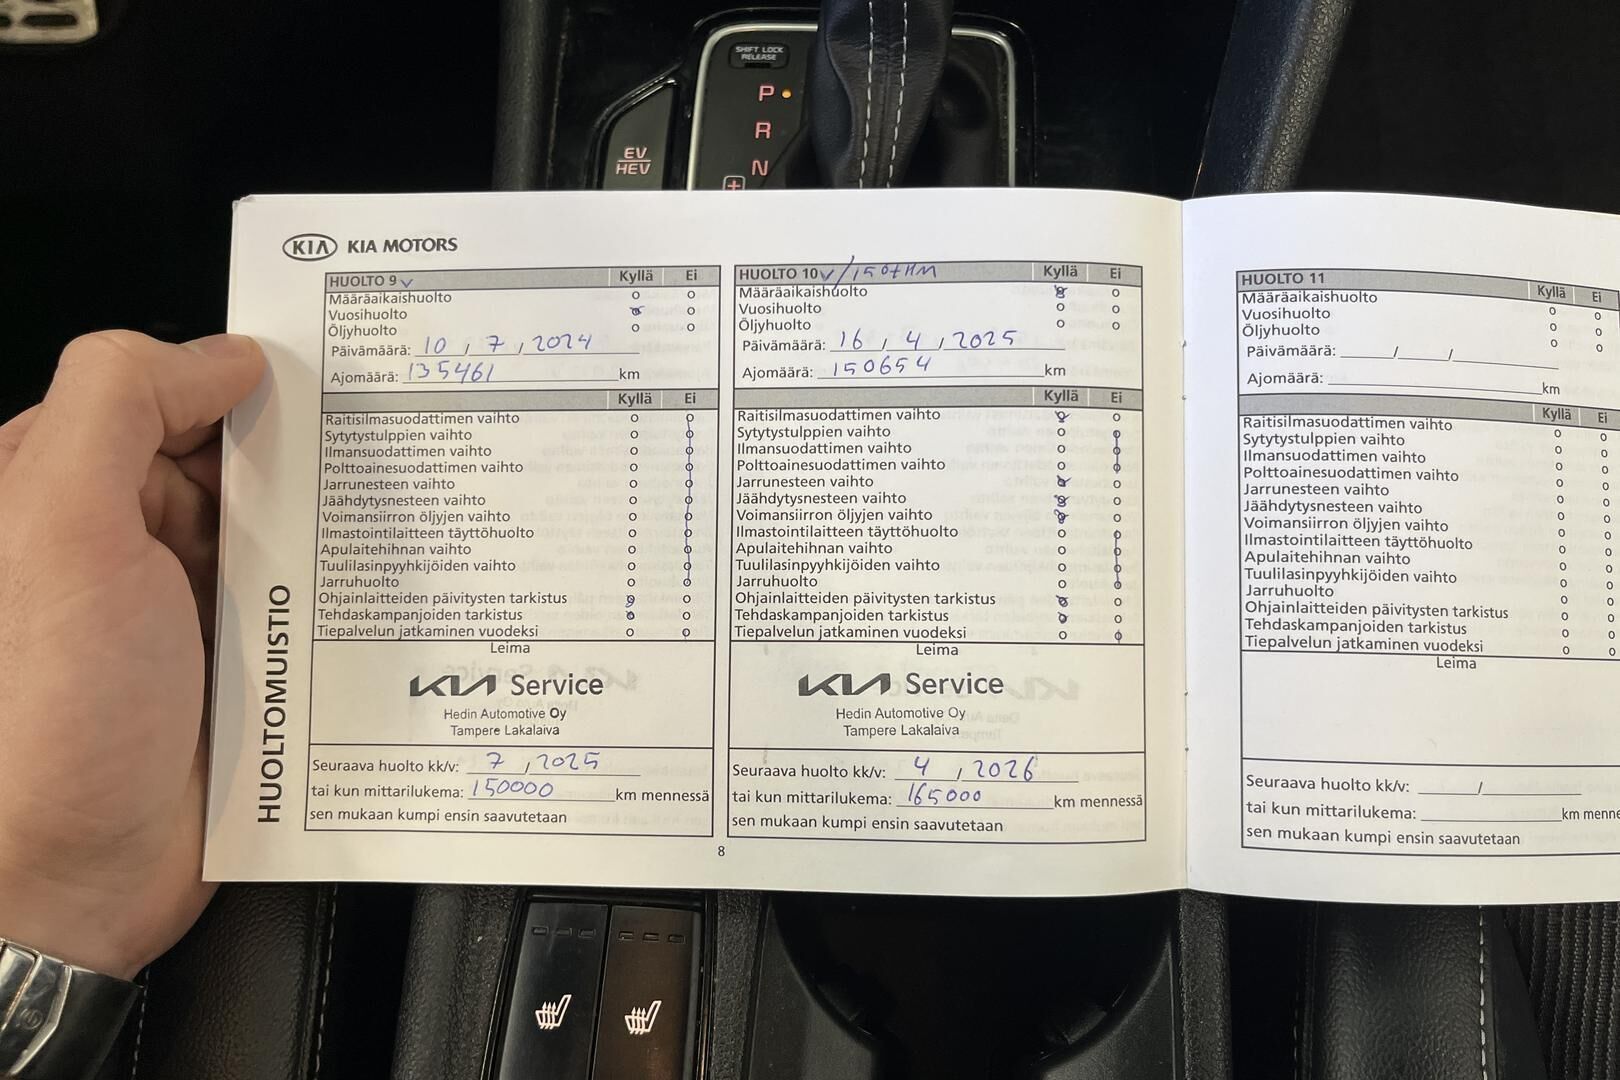 SHIFT LOCK
RELEASE
P
R
N
EV
HEV
KIA KIA MOTORS
HUOLTOMUISTIO
HUOLTO 9 Kyllä Ei
Määräaikaishuolto o o
Vuosihuolto o o
Öljyhuolto o o
Päivämäärä: 10 , 7 , 2024
Ajomäärä: 135461 km
Kyllä Ei
Raitisilmasuodattimen vaihto o o
Sytytystulppien vaihto o o
Ilmansuodattimen vaihto o o
Polttoainesuodattimen vaihto o o
Jarrunesteen vaihto o o
Jäähdytysnesteen vaihto o o
Voimansiirron öljyjen vaihto o o
Ilmastointilaitteen täyttöhuolto o o
Apulaitehihnan vaihto o o
Tuulilasinpyyhkijöiden vaihto o o
Jarruhuolto o o
Ohjainlaitteiden päivitysten tarkistus o o
Tehdaskampanjoiden tarkistus o o
Tiepalvelun jatkaminen vuodeksi o o
Leima
KIA Service
Hedin Automotive Oy
Tampere Lakalaiva
Seuraava huolto kk/v: 7 , 2025
tai kun mittarilukema: 150000 km mennessä
sen mukaan kumpi ensin saavutetaan
HUOLTO 10 / 150tKM Kyllä Ei
Määräaikaishuolto o o
Vuosihuolto o o
Öljyhuolto o o
Päivämäärä: 16 , 4 , 2025
Ajomäärä: 150654 km
Kyllä Ei
Raitisilmasuodattimen vaihto o o
Sytytystulppien vaihto o o
Ilmansuodattimen vaihto o o
Polttoainesuodattimen vaihto o o
Jarrunesteen vaihto o o
Jäähdytysnesteen vaihto o o
Voimansiirron öljyjen vaihto o o
Ilmastointilaitteen täyttöhuolto o o
Apulaitehihnan vaihto o o
Tuulilasinpyyhkijöiden vaihto o o
Jarruhuolto o o
Ohjainlaitteiden päivitysten tarkistus o o
Tehdaskampanjoiden tarkistus o o
Tiepalvelun jatkaminen vuodeksi o o
Leima
KIA Service
Hedin Automotive Oy
Tampere Lakalaiva
Seuraava huolto kk/v: 4 , 2026
tai kun mittarilukema: 165000 km mennessä
sen mukaan kumpi ensin saavutetaan
8
HUOLTO 11 Kyllä Ei
Määräaikaishuolto o o
Vuosihuolto o o
Öljyhuolto o o
Päivämäärä: / /
Ajomäärä: km
Kyllä Ei
Raitisilmasuodattimen vaihto o o
Sytytystulppien vaihto o o
Ilmansuodattimen vaihto o o
Polttoainesuodattimen vaihto o o
Jarrunesteen vaihto o o
Jäähdytysnesteen vaihto o o
Voimansiirron öljyjen vaihto o o
Ilmastointilaitteen täyttöhuolto o o
Apulaitehihnan vaihto o o
Tuulilasinpyyhkijöiden vaihto o o
Jarruhuolto o o
Ohjainlaitteiden päivitysten tarkistus o o
Tehdaskampanjoiden tarkistus o o
Tiepalvelun jatkaminen vuodeksi o o
Leima
Seuraava huolto kk/v: /
tai kun mittarilukema: km menne
sen mukaan kumpi ensin saavutetaan